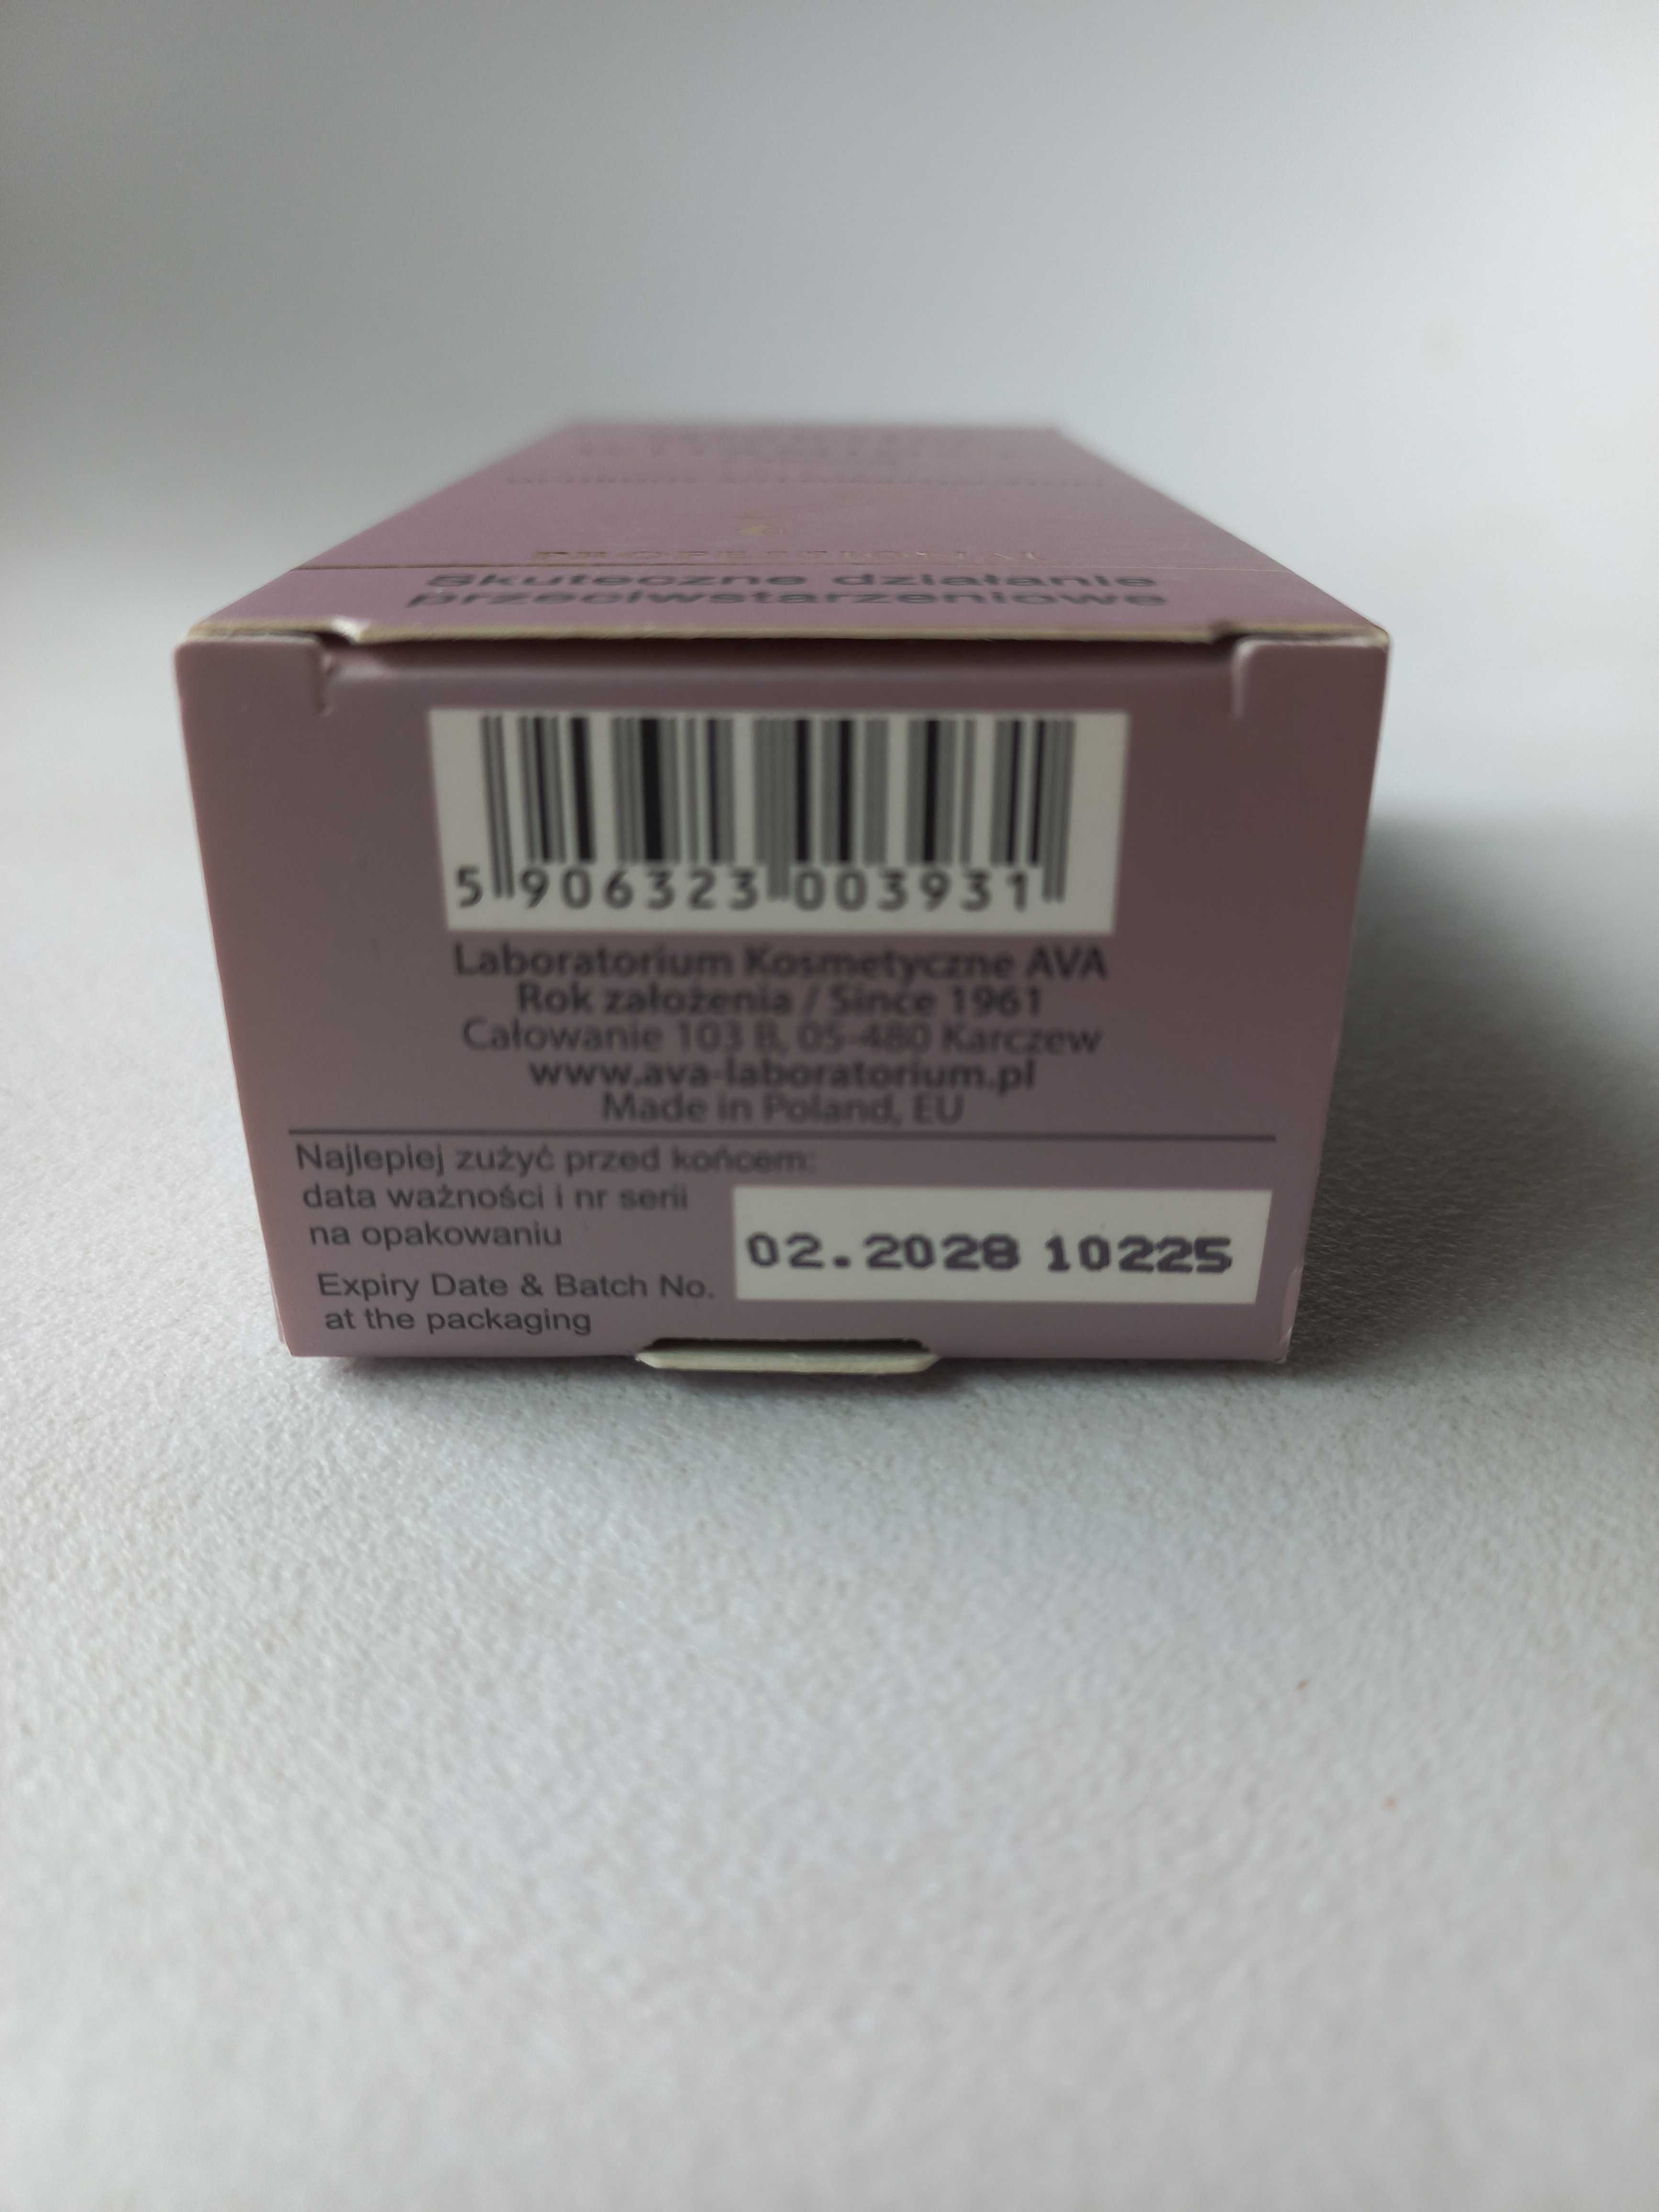 PROFESSIONAL
Skuteczne działanie
przeciwstarzeniowe
5 906323 003931
Laboratorium Kosmetyczne AVA
Rok założenia / Since 1961
Całowanie 103 B, 05-480 Karczew
www.ava-laboratorium.pl
Made in Poland, EU
Najlepiej zużyć przed końcem:
data ważności i nr serii
na opakowaniu
02.2028 10225
Expiry Date & Batch No.
at the packaging